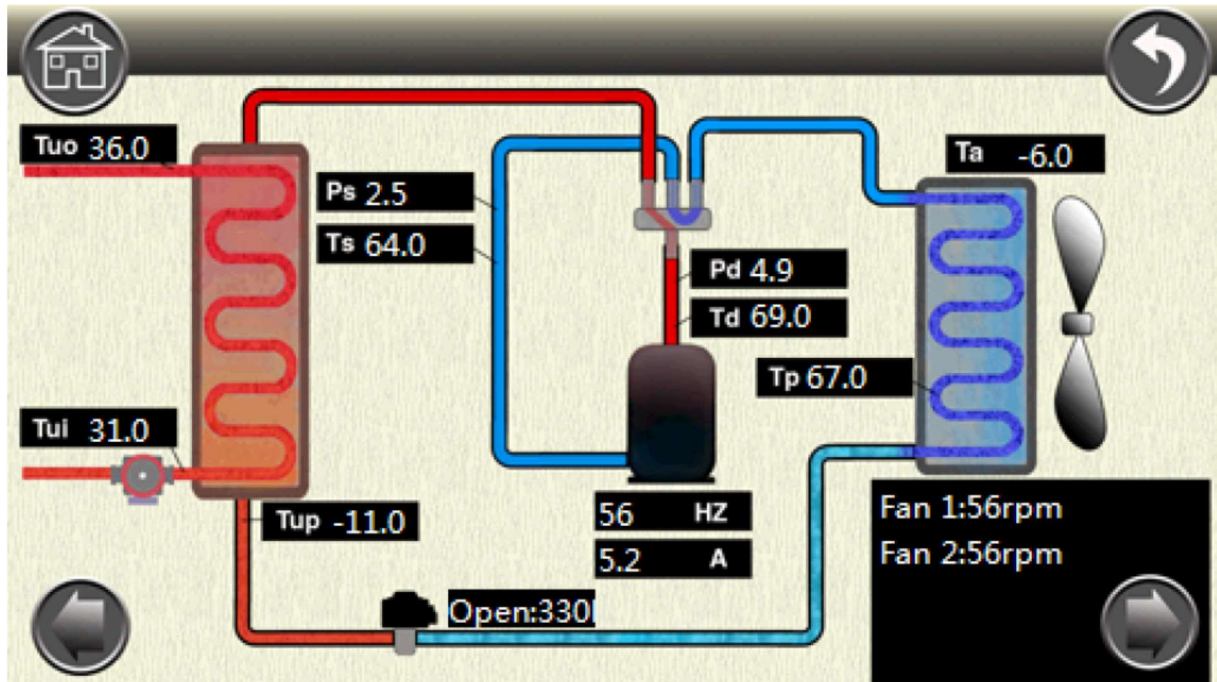 Tuo 36.0
Ta -6.0
Ps 2.5
Ts 64.0
Pd 4.9
Td 69.0
Tp 67.0
Tui 31.0
Tup -11.0
56 HZ
5.2 A
Fan 1:56rpm
Fan 2:56rpm
Open:330